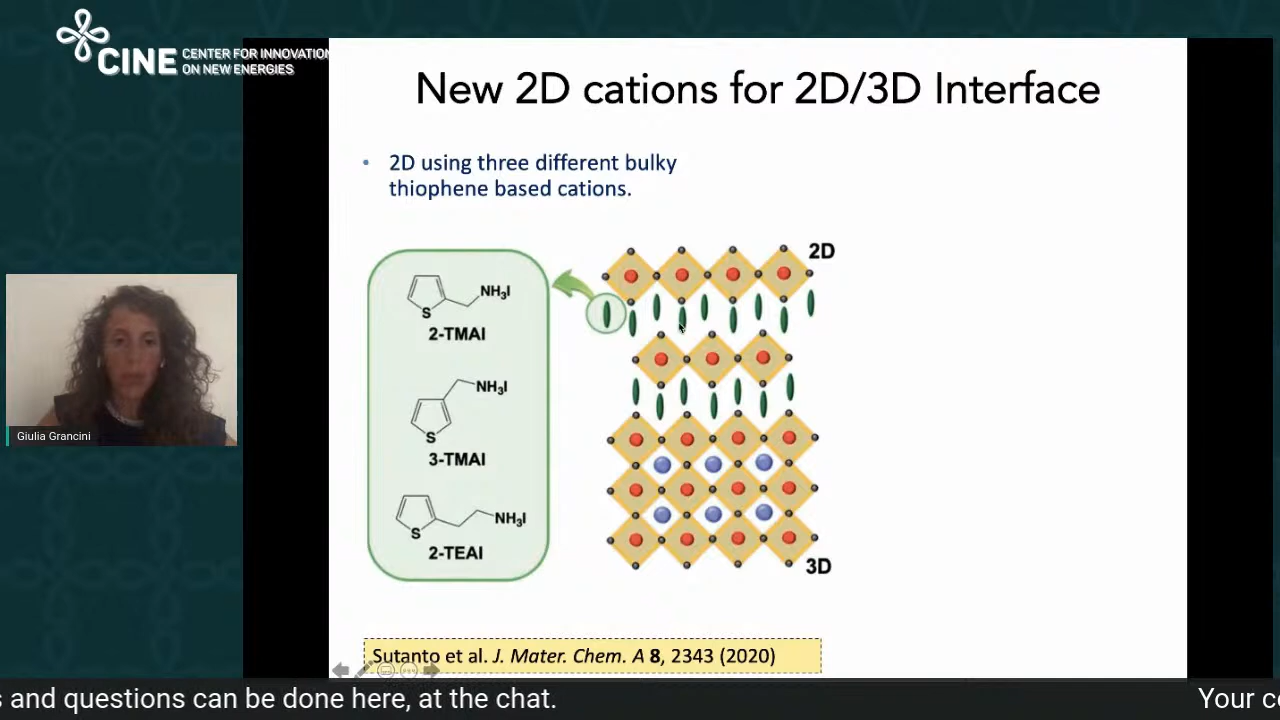 CINE CENTER FOR INNOVATION
ON NEW ENERGIES
New 2D cations for 2D/3D Interface
• 2D using three different bulky
thiophene based cations.
NH3I
S
2-TMAI
NH3I
S
3-TMAI
NH3I
S
2-TEAI
2D
3D
Giulia Grancini
Sutanto et al. J. Mater. Chem. A 8, 2343 (2020)
s and questions can be done here, at the chat.
Your co